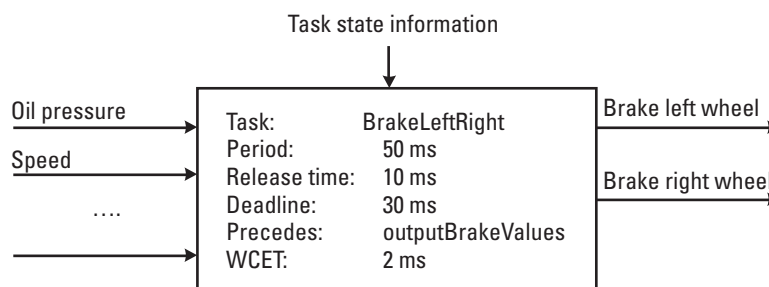 Task state information
Oil pressure
Speed
....
Task: BrakeLeftRight
Period: 50 ms
Release time: 10 ms
Deadline: 30 ms
Precedes: outputBrakeValues
WCET: 2 ms
Brake left wheel
Brake right wheel